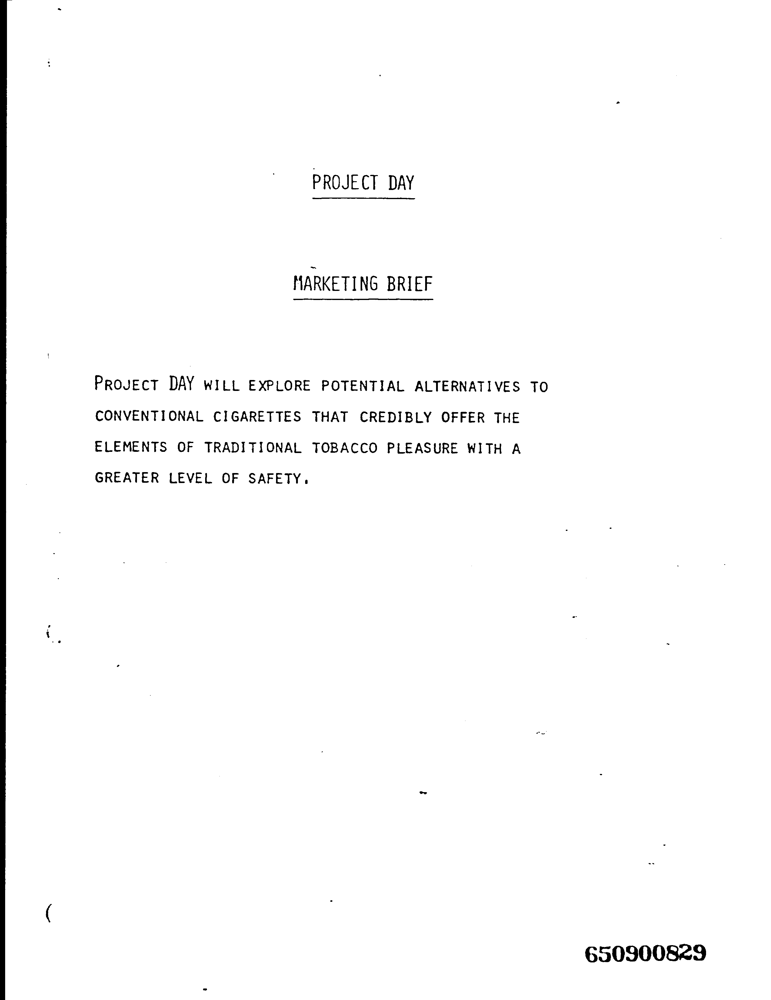 PROJECT DAY
MARKETING BRIEF
PROJECT DAY WILL EXPLORE POTENTIAL ALTERNATIVES TO
CONVENTIONAL CIGARETTES THAT CREDIBLY OFFER THE
ELEMENTS OF TRADITIONAL TOBACCO PLEASURE WITH A
GREATER LEVEL OF SAFETY.
650900829